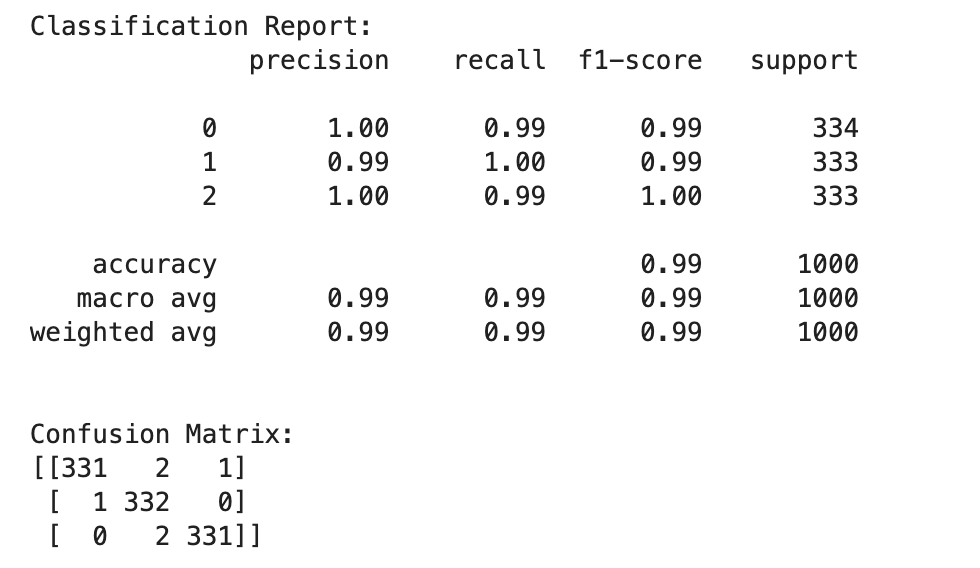 Classification Report:
precision recall f1-score support
0 1.00 0.99 0.99 334
1 0.99 1.00 0.99 333
2 1.00 0.99 1.00 333
accuracy 0.99 1000
macro avg 0.99 0.99 0.99 1000
weighted avg 0.99 0.99 0.99 1000
Confusion Matrix:
[[331 2 1]
[ 1 332 0]
[ 0 2 331]]